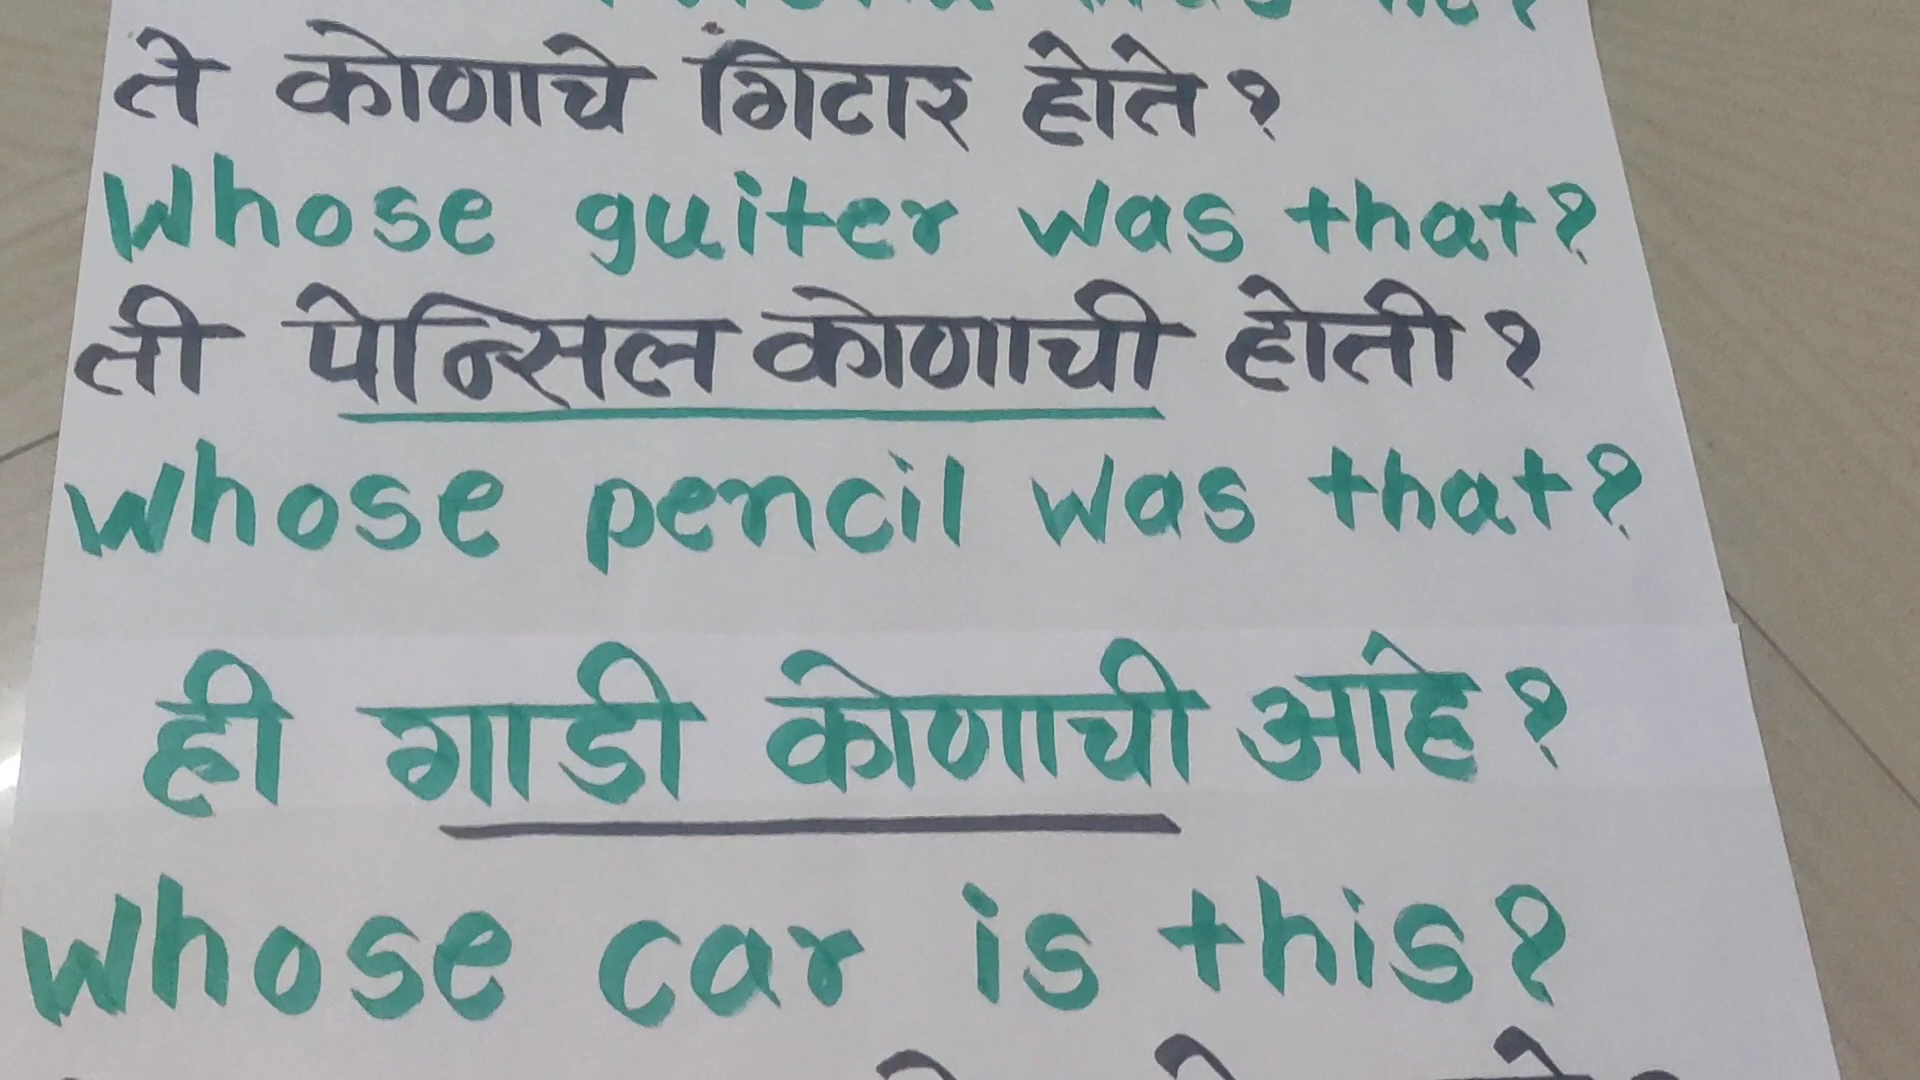 ते कोणाचे गिटार होते?
Whose guiter was that?
ती पेन्सिल कोणाची होती?
Whose pencil was that?
ही गाडी कोणाची आहे?
Whose car is this?